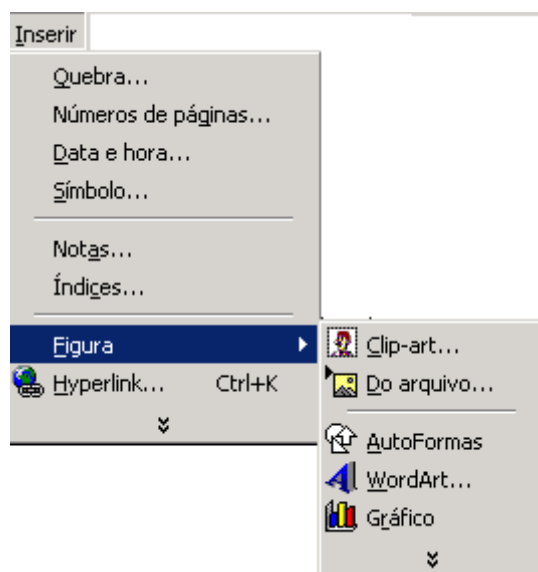 Inserir
Quebra...
Números de páginas...
Data e hora...
Símbolo...
Notas...
Índices...
Figura
Hyperlink... Ctrl+K
Clip-art...
Do arquivo...
AutoFormas
WordArt...
Gráfico